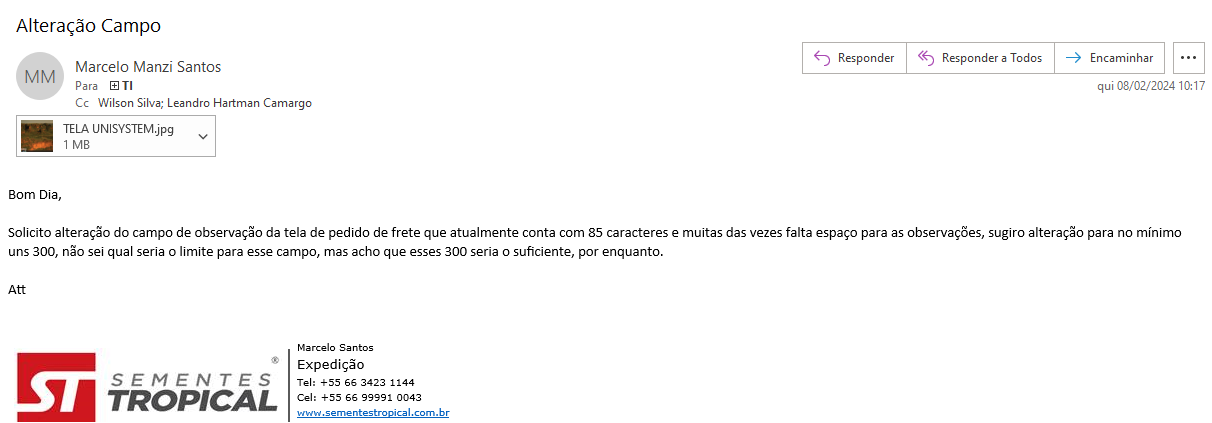 Alteração Campo
MM
Marcelo Manzi Santos
Para TI
Cc Wilson Silva; Leandro Hartman Camargo
Responder
Responder a Todos
Encaminhar
qui 08/02/2024 10:17
TELA UNISYSTEM.jpg
1 MB
Bom Dia,
Solicito alteração do campo de observação da tela de pedido de frete que atualmente conta com 85 caracteres e muitas das vezes falta espaço para as observações, sugiro alteração para no mínimo
uns 300, não sei qual seria o limite para esse campo, mas acho que esses 300 seria o suficiente, por enquanto.
Att
ST
SEMENTES
TROPICAL
®
Marcelo Santos
Expedição
Tel: +55 66 3423 1144
Cel: +55 66 99991 0043
www.sementestropical.com.br